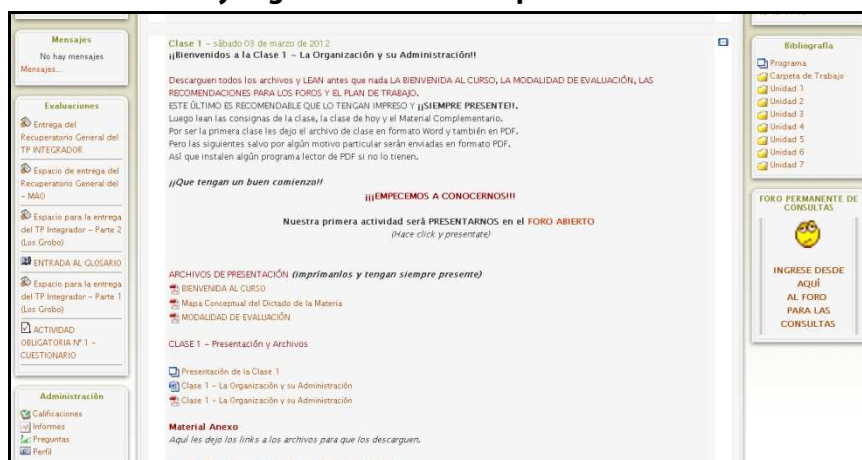 Mensajes
No hay mensajes
Mensajes...
Evaluaciones
Entrega del
Recuperatorio General del
TP INTEGRADOR
Espacio de entrega del
Recuperatorio General del
- MAO
Espacio para la entrega
del TP Integrador - Parte 2
(Los Grobo)
ENTRADA AL GLOSARIO
Espacio para la entrega
del TP Integrador - Parte 1
(Los Grobo)
ACTIVIDAD
OBLIGATORIA Nº 1 -
CUESTIONARIO
Administración
Calificaciones
Informes
Preguntas
Perfil
Clase 1 - sábado 03 de marzo de 2012
¡¡Bienvenidos a la Clase 1 - La Organización y su Administración!!
Descarguen todos los archivos y LEAN antes que nada LA BIENVENIDA AL CURSO, LA MODALIDAD DE EVALUACIÓN, LAS
RECOMENDACIONES PARA LOS FOROS Y EL PLAN DE TRABAJO.
ESTE ÚLTIMO ES RECOMENDABLE QUE LO TENGAN IMPRESO Y ¡¡SIEMPRE PRESENTE!!.
Luego lean las consignas de la clase, la clase de hoy y el Material Complementario.
Por ser la primera clase les dejo el archivo de clase en formato Word y también en PDF.
Pero las siguientes salvo por algún motivo particular serán enviadas en formato PDF.
Así que instalen algún programa lector de PDF si no lo tienen.
¡¡Que tengan un buen comienzo!!
¡¡¡EMPECEMOS A CONOCERNOS!!!
Nuestra primera actividad será PRESENTARNOS en el FORO ABIERTO
(Hace click y presentate)
ARCHIVOS DE PRESENTACIÓN (imprímanlos y tengan siempre presente)
BIENVENIDA AL CURSO
Mapa Conceptual del Dictado de la Materia
MODALIDAD DE EVALUACIÓN
CLASE 1 - Presentación y Archivos
Presentación de la Clase 1
Clase 1 - La Organización y su Administración
Clase 1 - La Organización y su Administración
Material Anexo
Aquí les dejo los links a los archivos para que los descarguen.
Bibliografía
Programa
Carpeta de Trabajo
Unidad 1
Unidad 2
Unidad 3
Unidad 4
Unidad 5
Unidad 6
Unidad 7
FORO PERMANENTE DE
CONSULTAS
INGRESE DESDE
AQUÍ
AL FORO
PARA LAS
CONSULTAS